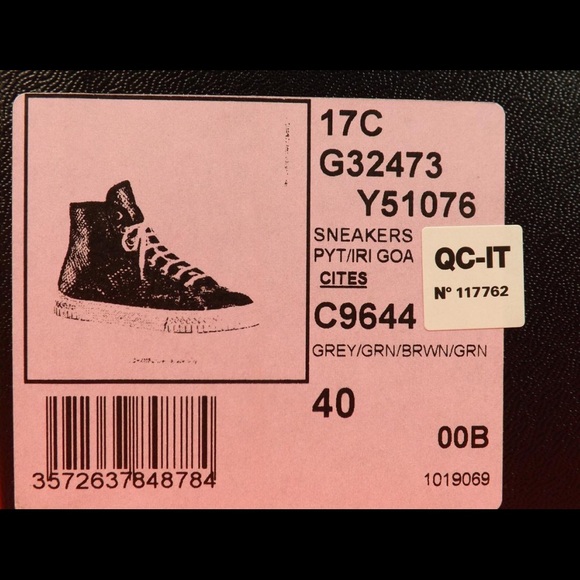 17C
G32473
Y51076
SNEAKERS
PYT/IRI GOA
CITES
QC-IT
Nº 117762
C9644
GREY/GRN/BRWN/GRN
40
00B
3572637848784
1019069